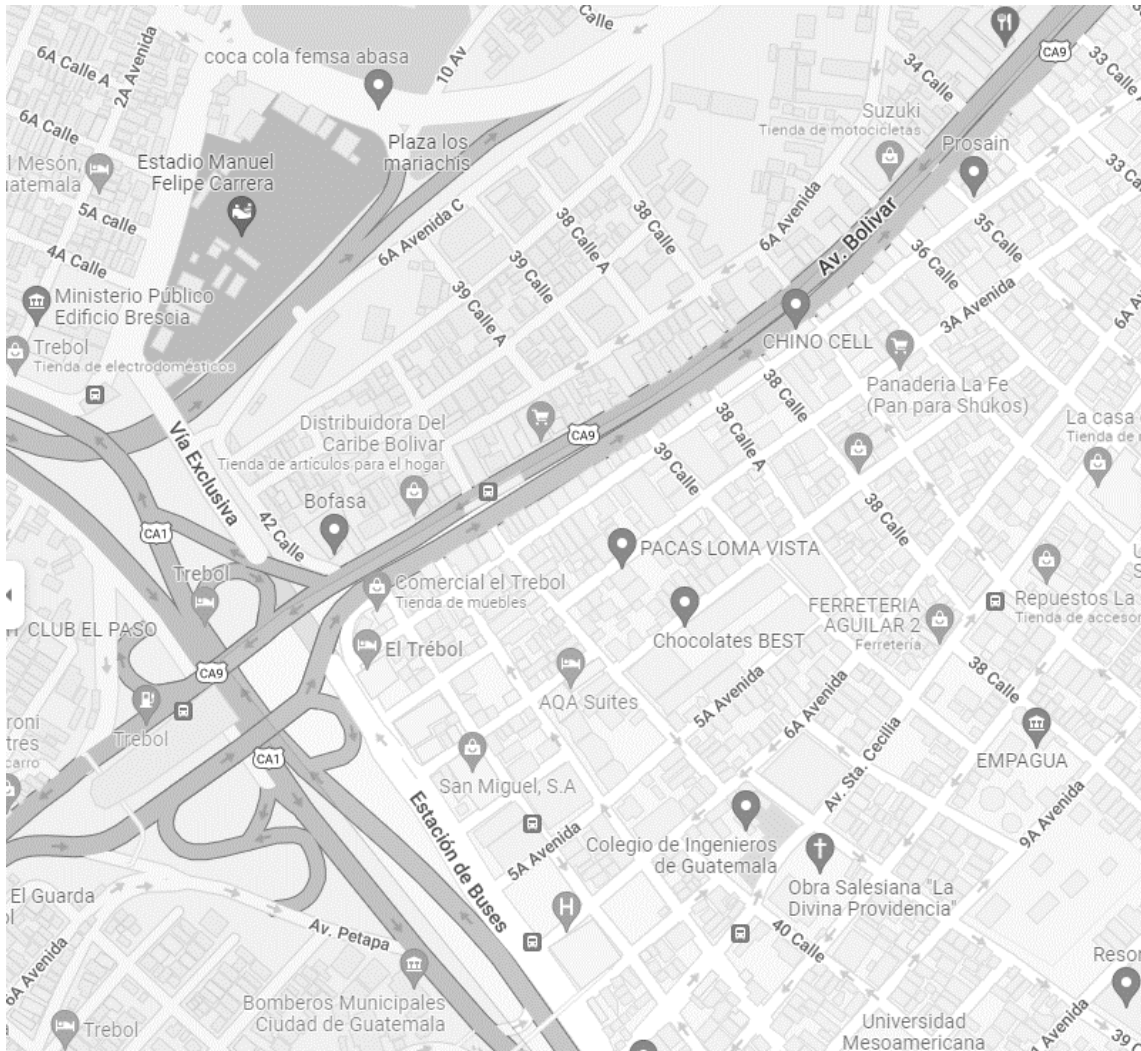 Calle
coca cola femsa abasa
10 Av
6A Calle A
2A Avenida
6A Calle
CA9
33 Calle A
34 Calle
Suzuki
Tienda de motocicletas
Prosain
Plaza los
mariachis
Estadio Manuel
Felipe Carrera
l Mesón,
uatemala
5A calle
4A Calle
6A Avenida C
38 Calle A
38 Calle
6A Avenida
Av. Bolívar
35 Calle
36 Calle
39 Calle
39 Calle A
3A Avenida
Ministerio Público
Edificio Brescia
Trebol
Tienda de electrodomésticos
CHINO CELL
Panaderia La Fe
(Pan para Shukos)
38 Calle
38 Calle A
La casa
Distribuidora Del
Caribe Bolivar
Tienda de artículos para el hogar
CA9
39 Calle
Vía Exclusiva
Bofasa
42 Calle
CA1
38 Calle
PACAS LOMA VISTA
Trebol
Comercial el Trebol
Tienda de muebles
Repuestos La
Tienda de accesor
FERRETERIA
AGUILAR 2
Ferretería
Chocolates BEST
CLUB EL PASO
El Trébol
CA9
AQA Suites
38 Calle
5A Avenida
6A Avenida
Trebol
CA1
EMPAGUA
San Miguel, S.A
Av. Sta. Cecilia
Estación de Buses
5A Avenida
9A Avenida
Colegio de Ingenieros
de Guatemala
Obra Salesiana "La
Divina Providencia"
El Guarda
Av. Petapa
40 Calle
6A Avenida
Bomberos Municipales
Ciudad de Guatemala
Trebol
Universidad
Mesoamericana